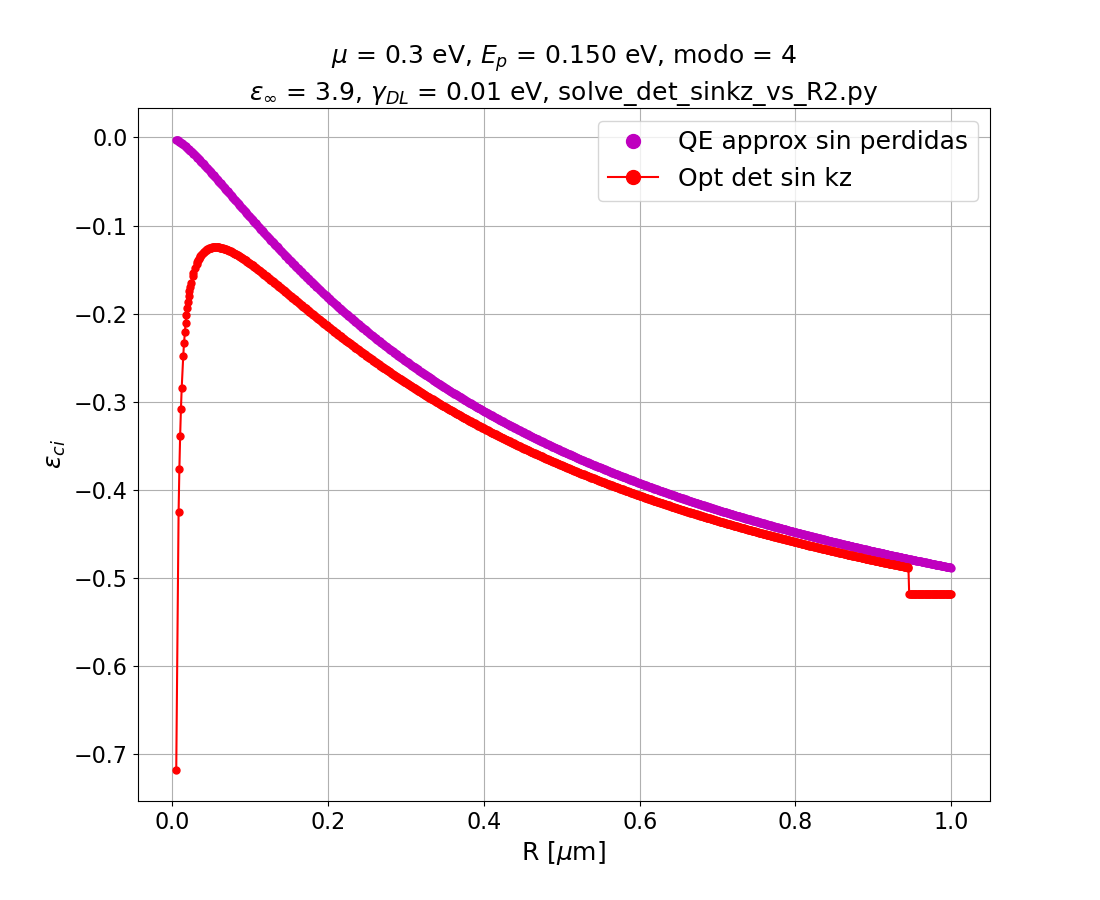 μ = 0.3 eV, Eₚ = 0.150 eV, modo = 4
ε∞ = 3.9, γ_DL = 0.01 eV, solve_det_sinkz_vs_R2.py
QE approx sin perdidas
Opt det sin kz
0.0
−0.1
−0.2
−0.3
−0.4
−0.5
−0.6
−0.7
ε_ci
0.0 0.2 0.4 0.6 0.8 1.0
R [μm]